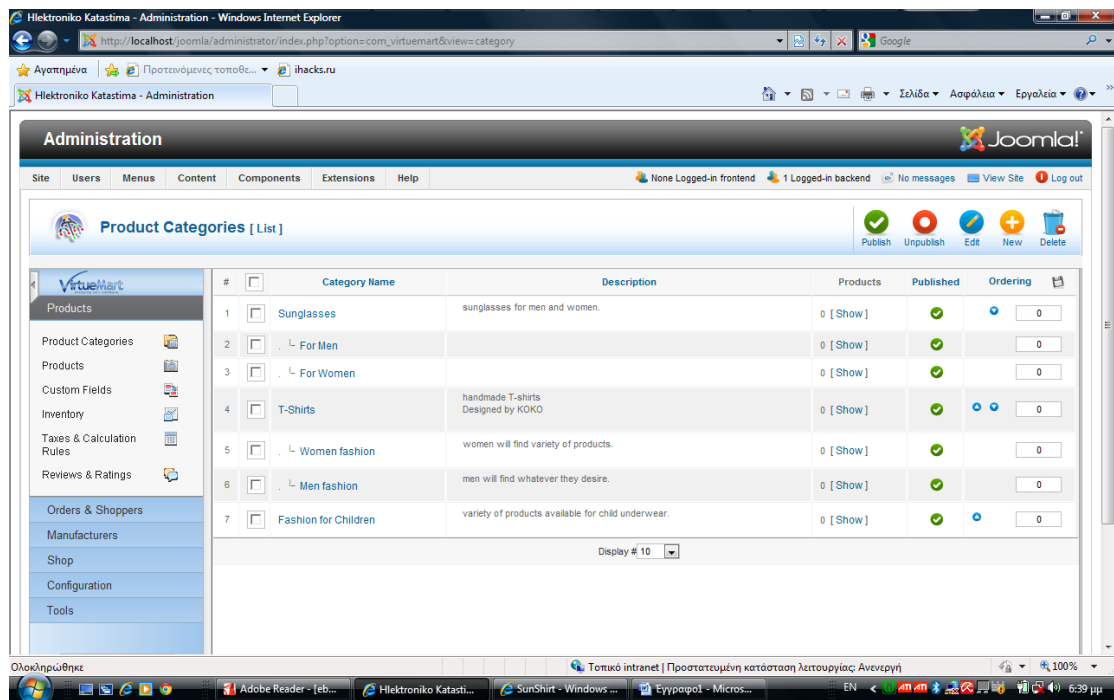 Hlektroniko Katastima - Administration - Windows Internet Explorer
http://localhost/joomla/administrator/index.php?option=com_virtuemart&view=category
Google
Αγαπημένα Προτεινόμενες τοποθε... ihacks.ru
Hlektroniko Katastima - Administration
Σελίδα Ασφάλεια Εργαλεία
Administration
Joomla!
Site Users Menus Content Components Extensions Help
None Logged-in frontend 1 Logged-in backend No messages View Site Log out
Product Categories [ List ]
Publish Unpublish Edit New Delete
VirtueMart
Products
Product Categories
Products
Custom Fields
Inventory
Taxes & Calculation
Rules
Reviews & Ratings
Orders & Shoppers
Manufacturers
Shop
Configuration
Tools
# Category Name Description Products Published Ordering
1 Sunglasses sunglasses for men and women. 0 [ Show ] 0
2 . └ For Men 0 [ Show ] 0
3 . └ For Women 0 [ Show ] 0
4 T-Shirts handmade T-shirts
Designed by KOKO 0 [ Show ] 0
5 . └ Women fashion women will find variety of products. 0 [ Show ] 0
6 . └ Men fashion men will find whatever they desire. 0 [ Show ] 0
7 Fashion for Children variety of products available for child underwear. 0 [ Show ] 0
Display # 10
Ολοκληρώθηκε
Τοπικό intranet | Προστατευμένη κατάσταση λειτουργίας: Ανενεργή
100%
Adobe Reader - [eb... Hlektroniko Katasti... SunShirt - Windows ... Έγγραφο1 - Micros...
EN
6:39 μμ